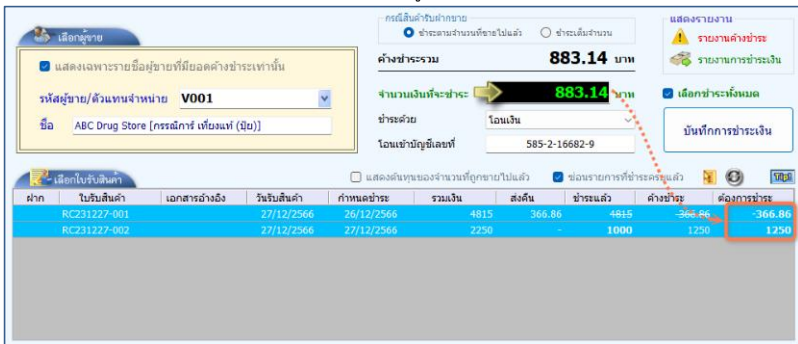 กรณีสินค้ารับฝากขาย
แสดงรายงาน
เลือกผู้ขาย
ชำระตามจำนวนที่ขายไปแล้ว ชำระเต็มจำนวน
รายงานค้างชำระ
แสดงเฉพาะรายชื่อผู้ขายที่มียอดค้างชำระเท่านั้น
ค้างชำระรวม 883.14 บาท
รายงานการชำระเงิน
รหัสผู้ขาย/ตัวแทนจำหน่าย V001
จำนวนเงินที่จะชำระ 883.14 บาท
เลือกชำระทั้งหมด
ชื่อ ABC Drug Store [กรรณิการ์ เที่ยงแท้ (ปุ้ย)]
ชำระด้วย โอนเงิน
บันทึกการชำระเงิน
โอนเข้าบัญชีเลขที่ 585-2-16682-9
เลือกใบรับสินค้า
แสดงต้นทุนของจำนวนที่ถูกขายไปแล้ว ซ่อนรายการที่ชำระครบแล้ว
ฝาก ใบรับสินค้า เอกสารอ้างอิง วันรับสินค้า กำหนดชำระ รวมเงิน ส่งคืน ชำระแล้ว ค้างชำระ ต้องการชำระ
RC231227-001 27/12/2566 26/12/2566 4815 366.86 4815 -366.86 -366.86
RC231227-002 27/12/2566 27/12/2566 2250 - 1000 1250 1250